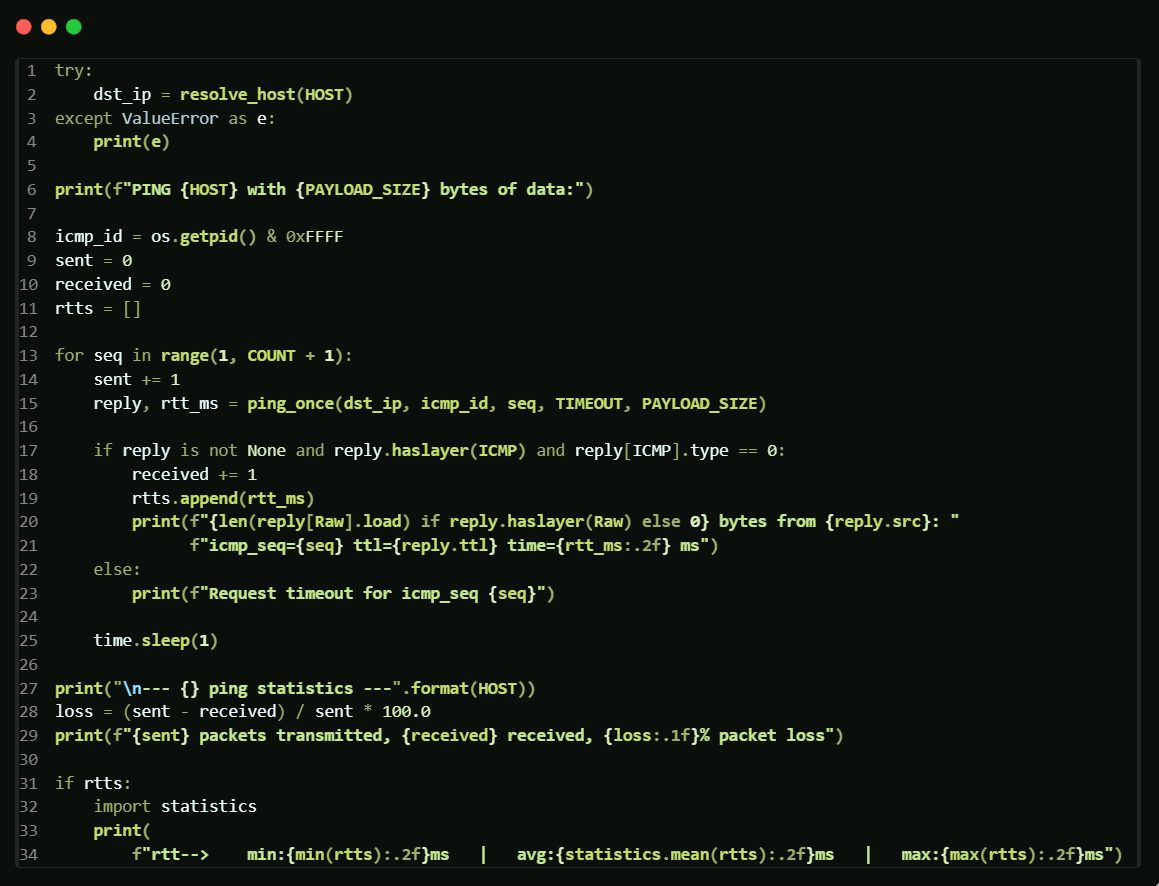 1 try:
2     dst_ip = resolve_host(HOST)
3 except ValueError as e:
4     print(e)
5
6 print(f"PING {HOST} with {PAYLOAD_SIZE} bytes of data:")
7
8 icmp_id = os.getpid() & 0xFFFF
9 sent = 0
10 received = 0
11 rtts = []
12
13 for seq in range(1, COUNT + 1):
14     sent += 1
15     reply, rtt_ms = ping_once(dst_ip, icmp_id, seq, TIMEOUT, PAYLOAD_SIZE)
16
17     if reply is not None and reply.haslayer(ICMP) and reply[ICMP].type == 0:
18         received += 1
19         rtts.append(rtt_ms)
20         print(f"{len(reply[Raw].load) if reply.haslayer(Raw) else 0} bytes from {reply.src}: "
21               f"icmp_seq={seq} ttl={reply.ttl} time={rtt_ms:.2f} ms")
22     else:
23         print(f"Request timeout for icmp_seq {seq}")
24
25     time.sleep(1)
26
27 print("\n--- {} ping statistics ---".format(HOST))
28 loss = (sent - received) / sent * 100.0
29 print(f"{sent} packets transmitted, {received} received, {loss:.1f}% packet loss")
30
31 if rtts:
32     import statistics
33     print(
34         f"rtt-->    min:{min(rtts):.2f}ms   |   avg:{statistics.mean(rtts):.2f}ms   |   max:{max(rtts):.2f}ms")